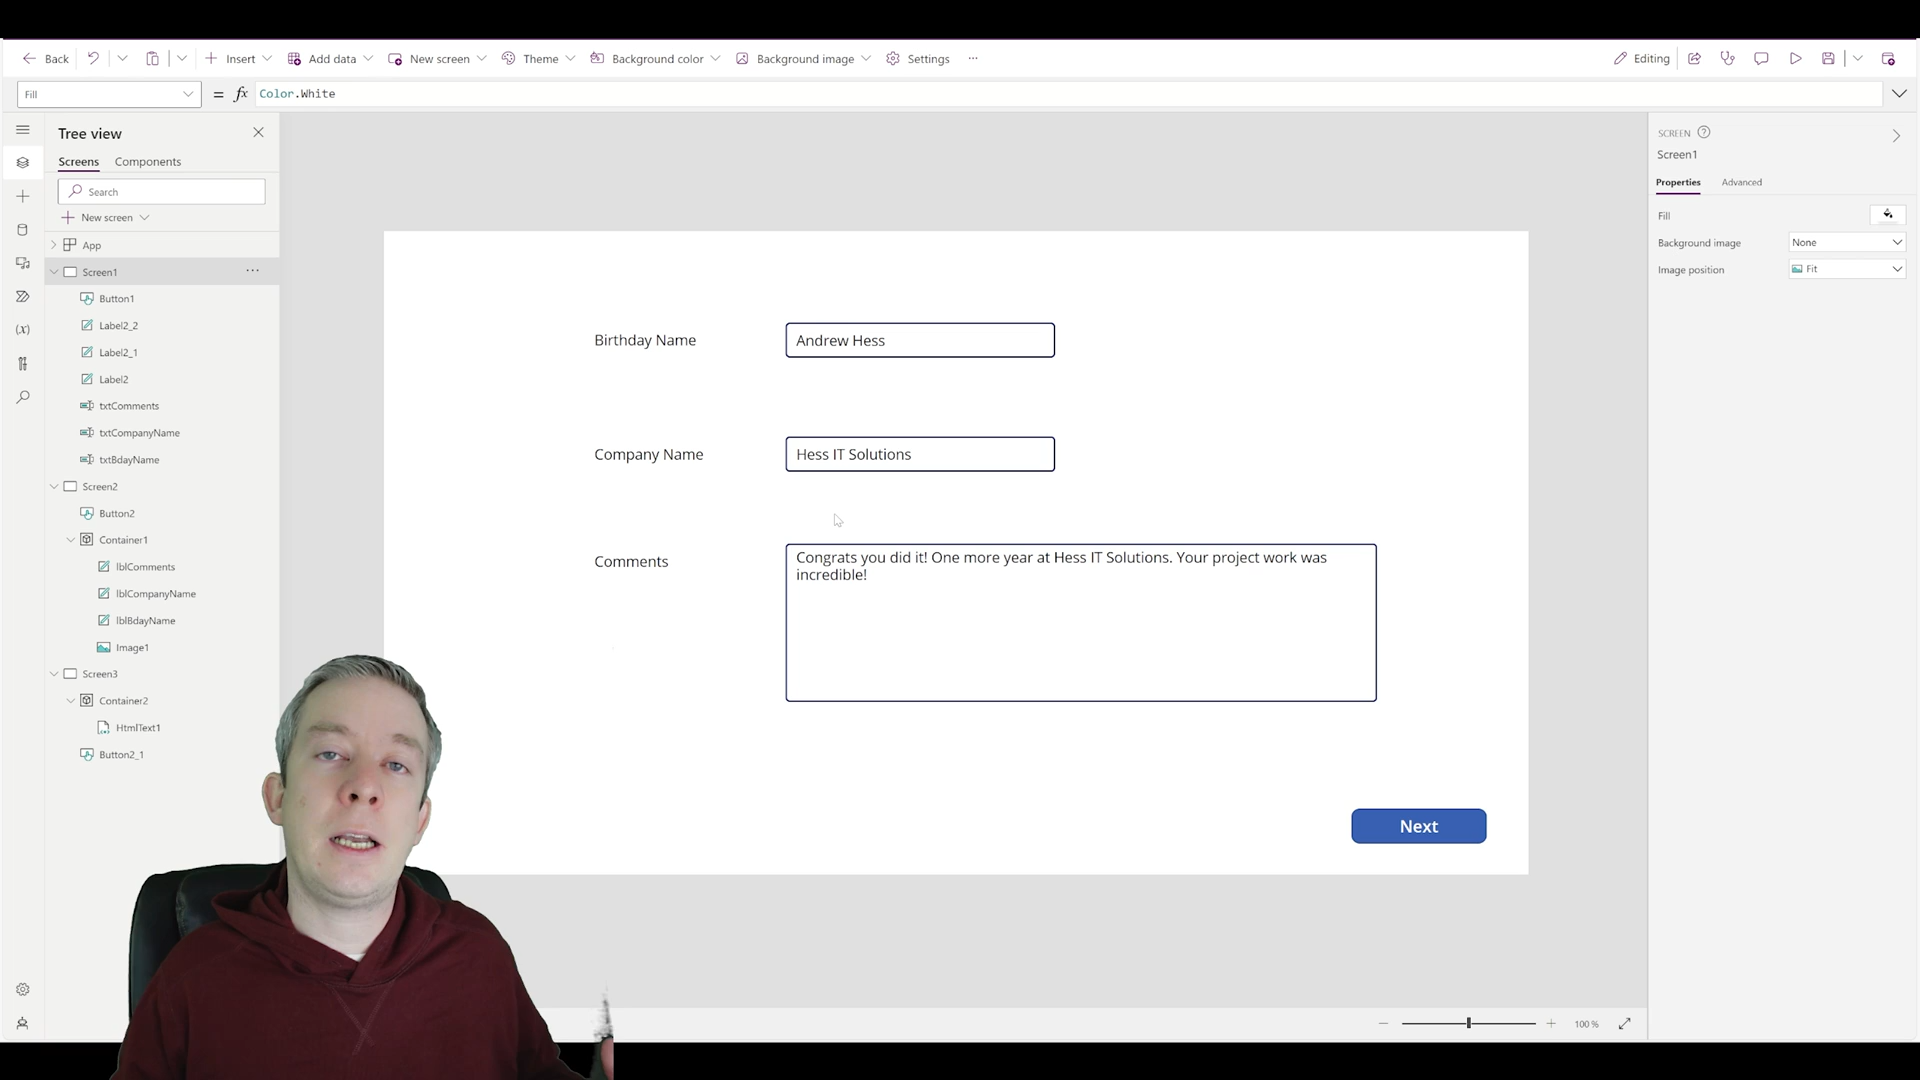 Back
Insert
Add data
New screen
Theme
Background color
Background image
Settings
...
Editing
Fill
= fx Color.White
Tree view
Screens Components
Search
New screen
App
Screen1 ...
Button1
Label2_2
Label2_1
Label2
txtComments
txtCompanyName
txtBdayName
Screen2
Button2
Container1
lblComments
lblCompanyName
lblBdayName
Image1
Screen3
Container2
HtmlText1
Button2_1
Birthday Name
Andrew Hess
Company Name
Hess IT Solutions
Comments
Congrats you did it! One more year at Hess IT Solutions. Your project work was
incredible!
Next
SCREEN
Screen1
Properties Advanced
Fill
Background image None
Image position Fit
100 %